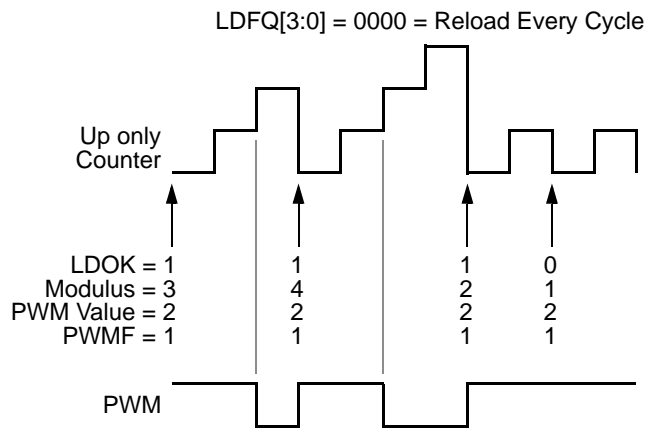 LDFQ[3:0] = 0000 = Reload Every Cycle
Up only
Counter
LDOK = 1 1 1 0
Modulus = 3 4 2 1
PWM Value = 2 2 2 2
PWMF = 1 1 1 1
PWM